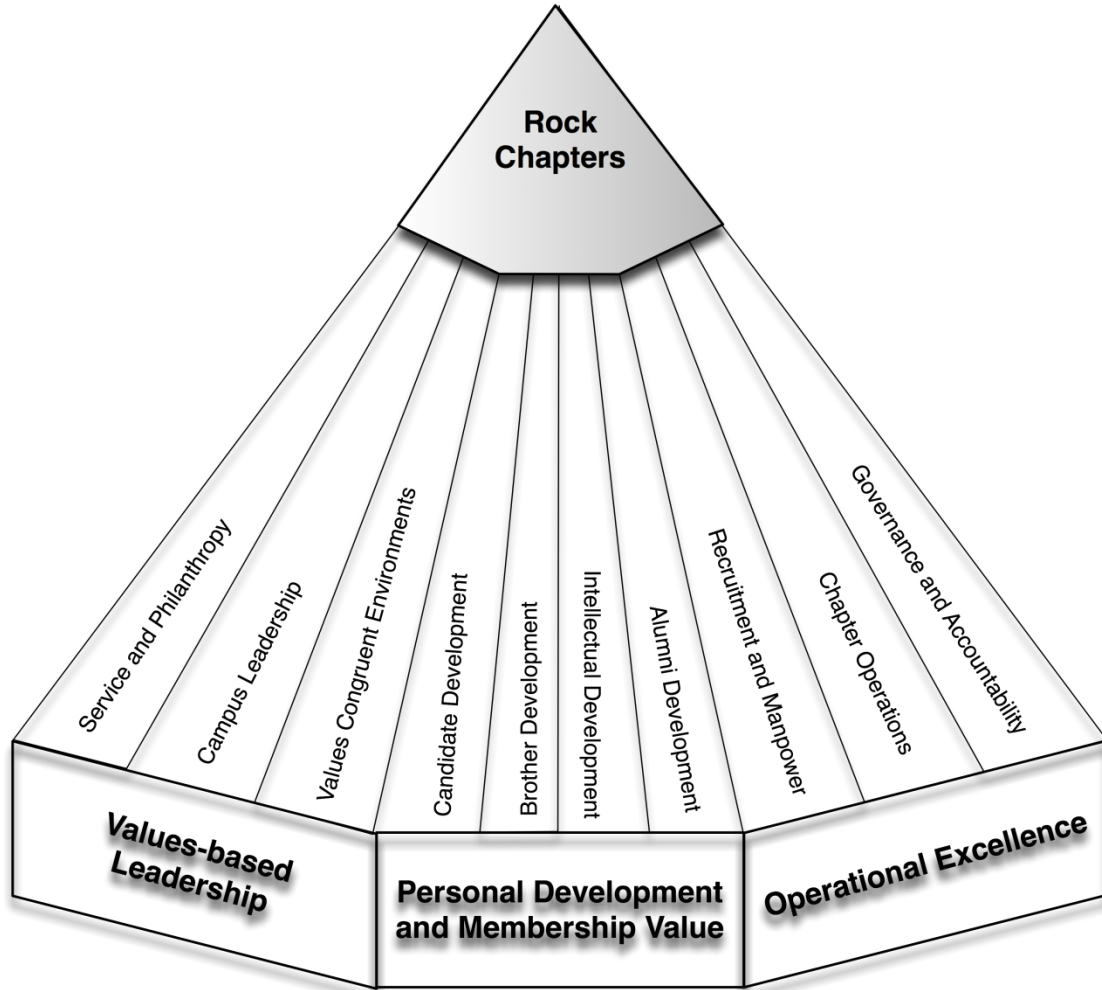 Rock
Chapters
Service and Philanthropy
Campus Leadership
Values Congruent Environments
Candidate Development
Brother Development
Intellectual Development
Alumni Development
Recruitment and Manpower
Chapter Operations
Governance and Accountability
Values-based
Leadership
Personal Development
and Membership Value
Operational Excellence